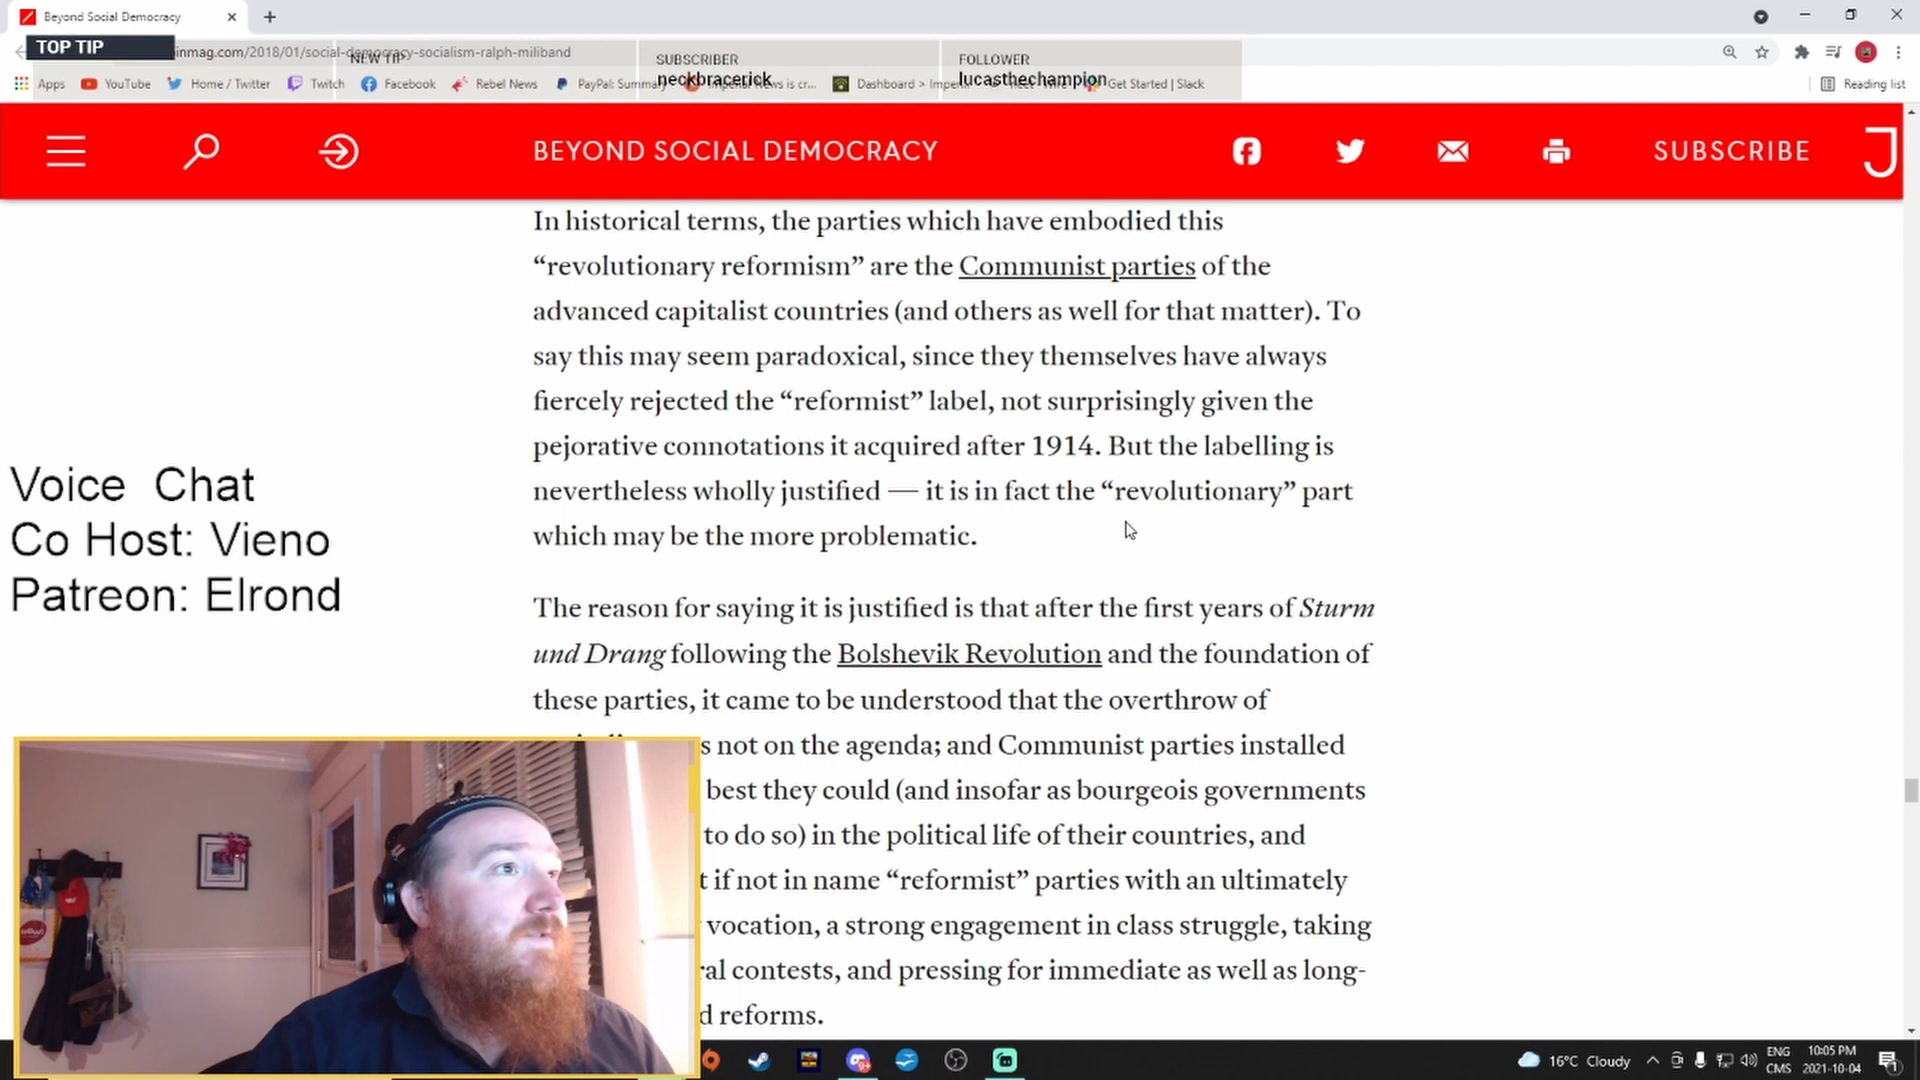 Beyond Social Democracy
TOP TIP
inmag.com/2018/01/social-democracy-socialism-ralph-miliband
NEW TIP
SUBSCRIBER
neckbracerick
FOLLOWER
lucasthechampion
Apps
YouTube
Home / Twitter
Twitch
Facebook
Rebel News
PayPal: Summary
Imperial News is cr...
Dashboard > Imper...
Get Started | Slack
Reading list
BEYOND SOCIAL DEMOCRACY
SUBSCRIBE
J
In historical terms, the parties which have embodied this
“revolutionary reformism” are the Communist parties of the
advanced capitalist countries (and others as well for that matter). To
say this may seem paradoxical, since they themselves have always
fiercely rejected the “reformist” label, not surprisingly given the
pejorative connotations it acquired after 1914. But the labelling is
nevertheless wholly justified — it is in fact the “revolutionary” part
which may be the more problematic.
The reason for saying it is justified is that after the first years of Sturm
und Drang following the Bolshevik Revolution and the foundation of
these parties, it came to be understood that the overthrow of
s not on the agenda; and Communist parties installed
best they could (and insofar as bourgeois governments
to do so) in the political life of their countries, and
t if not in name “reformist” parties with an ultimately
vocation, a strong engagement in class struggle, taking
ral contests, and pressing for immediate as well as long-
d reforms.
Voice Chat
Co Host: Vieno
Patreon: Elrond
16°C Cloudy
ENG
CMS
10:05 PM
2021-10-04